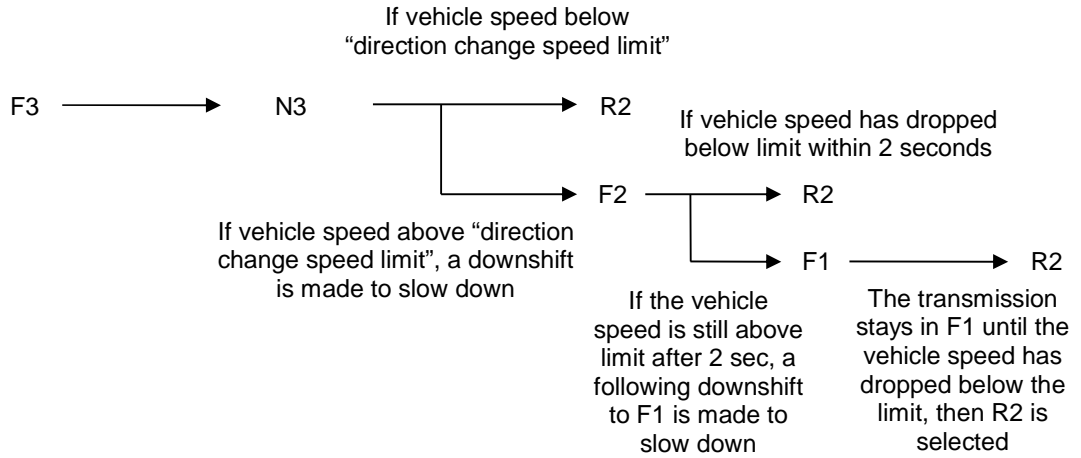 If vehicle speed below
“direction change speed limit”
F3
N3
R2
If vehicle speed has dropped
below limit within 2 seconds
F2
R2
If vehicle speed above “direction
change speed limit”, a downshift
is made to slow down
F1
R2
If the vehicle
speed is still above
limit after 2 sec, a
following downshift
to F1 is made to
slow down
The transmission
stays in F1 until the
vehicle speed has
dropped below the
limit, then R2 is
selected